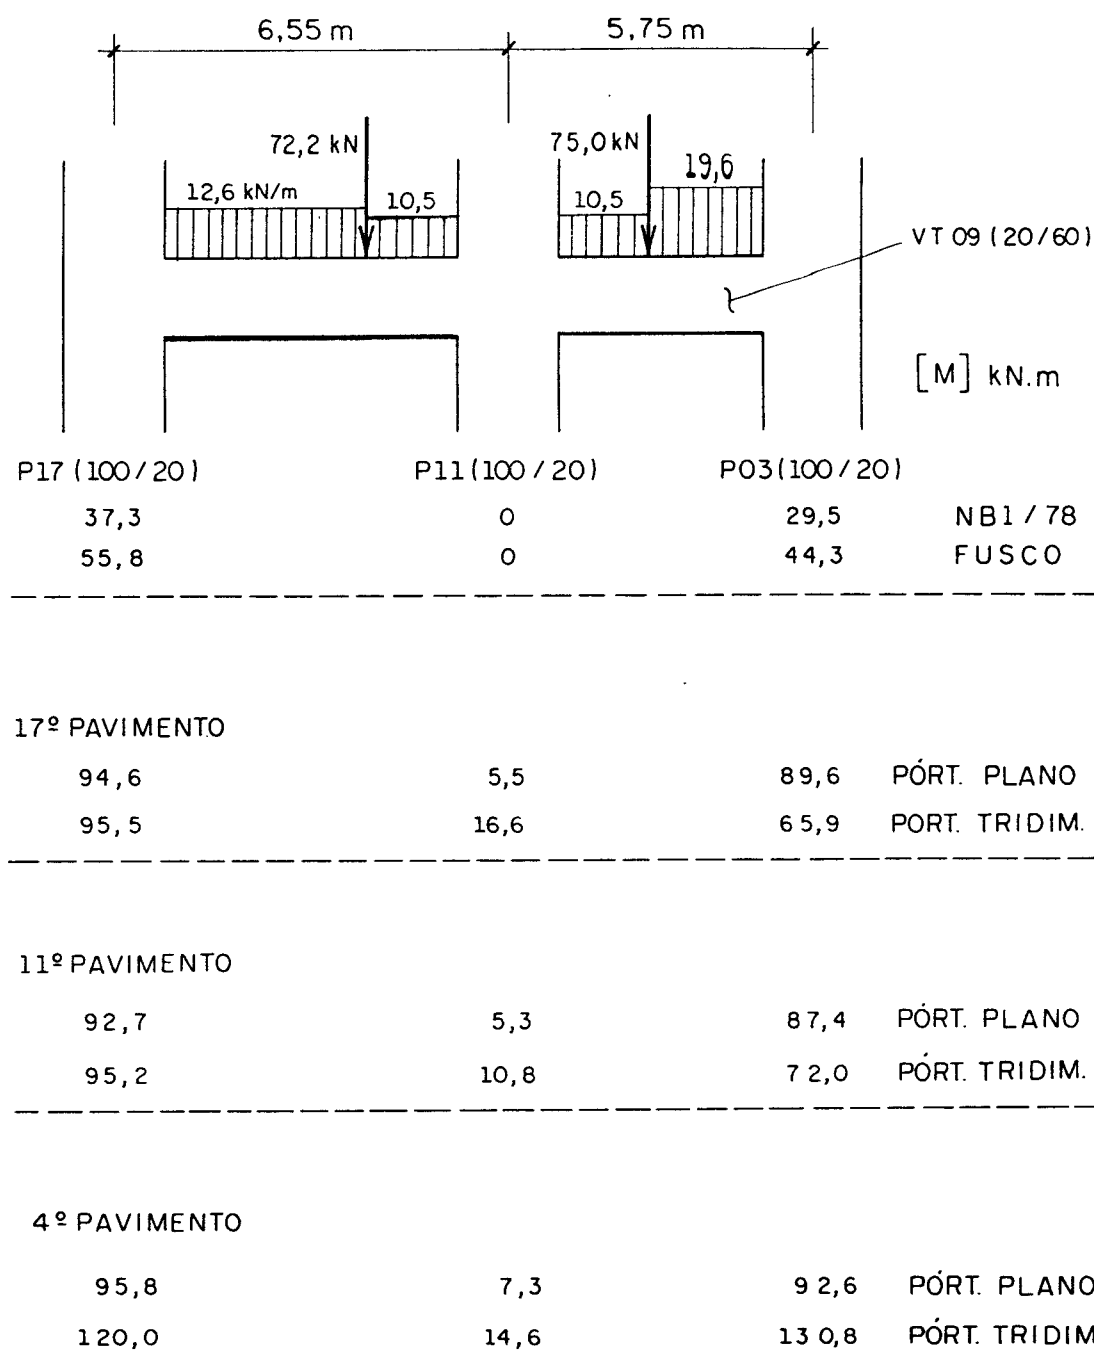 6,55 m 5,75 m
72,2 kN 75,0 kN 19,6
12,6 kN/m 10,5 10,5
VT 09 (20/60)
[M] kN.m
P17 (100/20) P11 (100/20) P03 (100/20)
37,3 0 29,5 NB1/78
55,8 0 44,3 FUSCO
17º PAVIMENTO
94,6 5,5 89,6 PÓRT. PLANO
95,5 16,6 65,9 PORT. TRIDIM.
11º PAVIMENTO
92,7 5,3 87,4 PÓRT. PLANO
95,2 10,8 72,0 PÓRT. TRIDIM.
4º PAVIMENTO
95,8 7,3 92,6 PÓRT. PLANO
120,0 14,6 130,8 PÓRT. TRIDIM